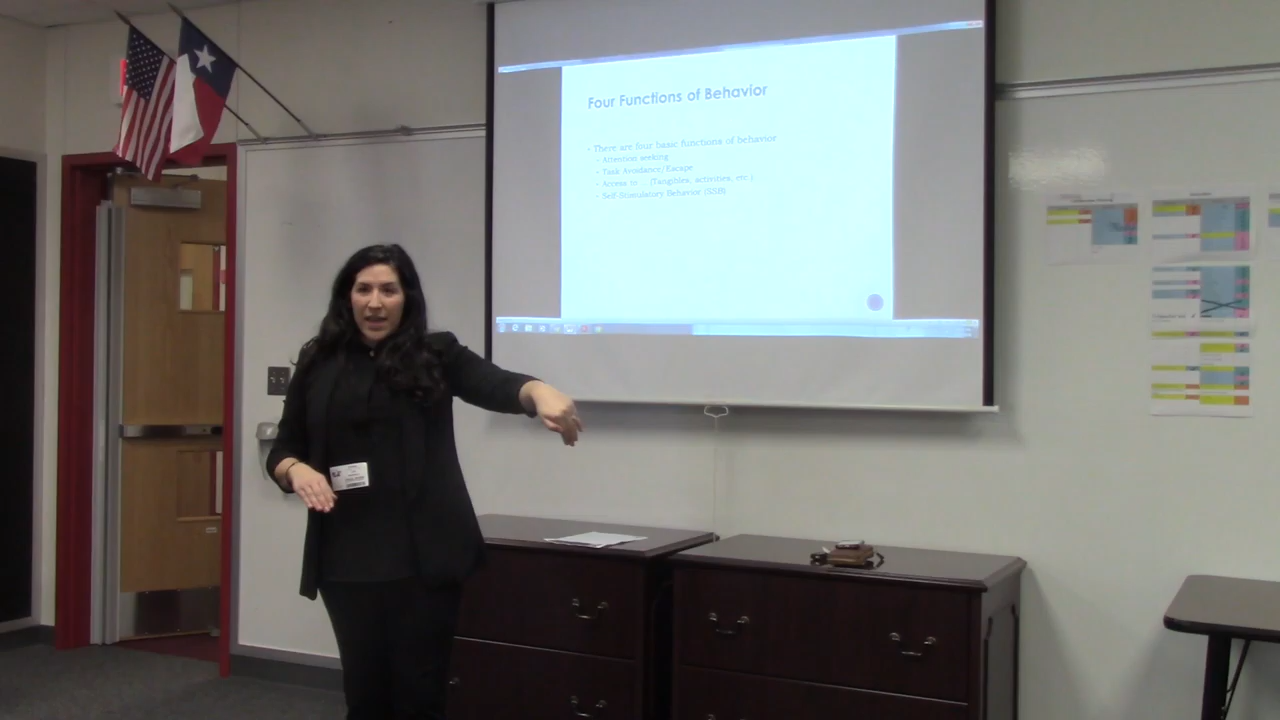 Four Functions of Behavior
• There are four basic functions of behavior
- Attention seeking
- Task Avoidance/Escape
- Access to ... (Tangibles, activities, etc.)
- Self-Stimulatory Behavior (SSB)